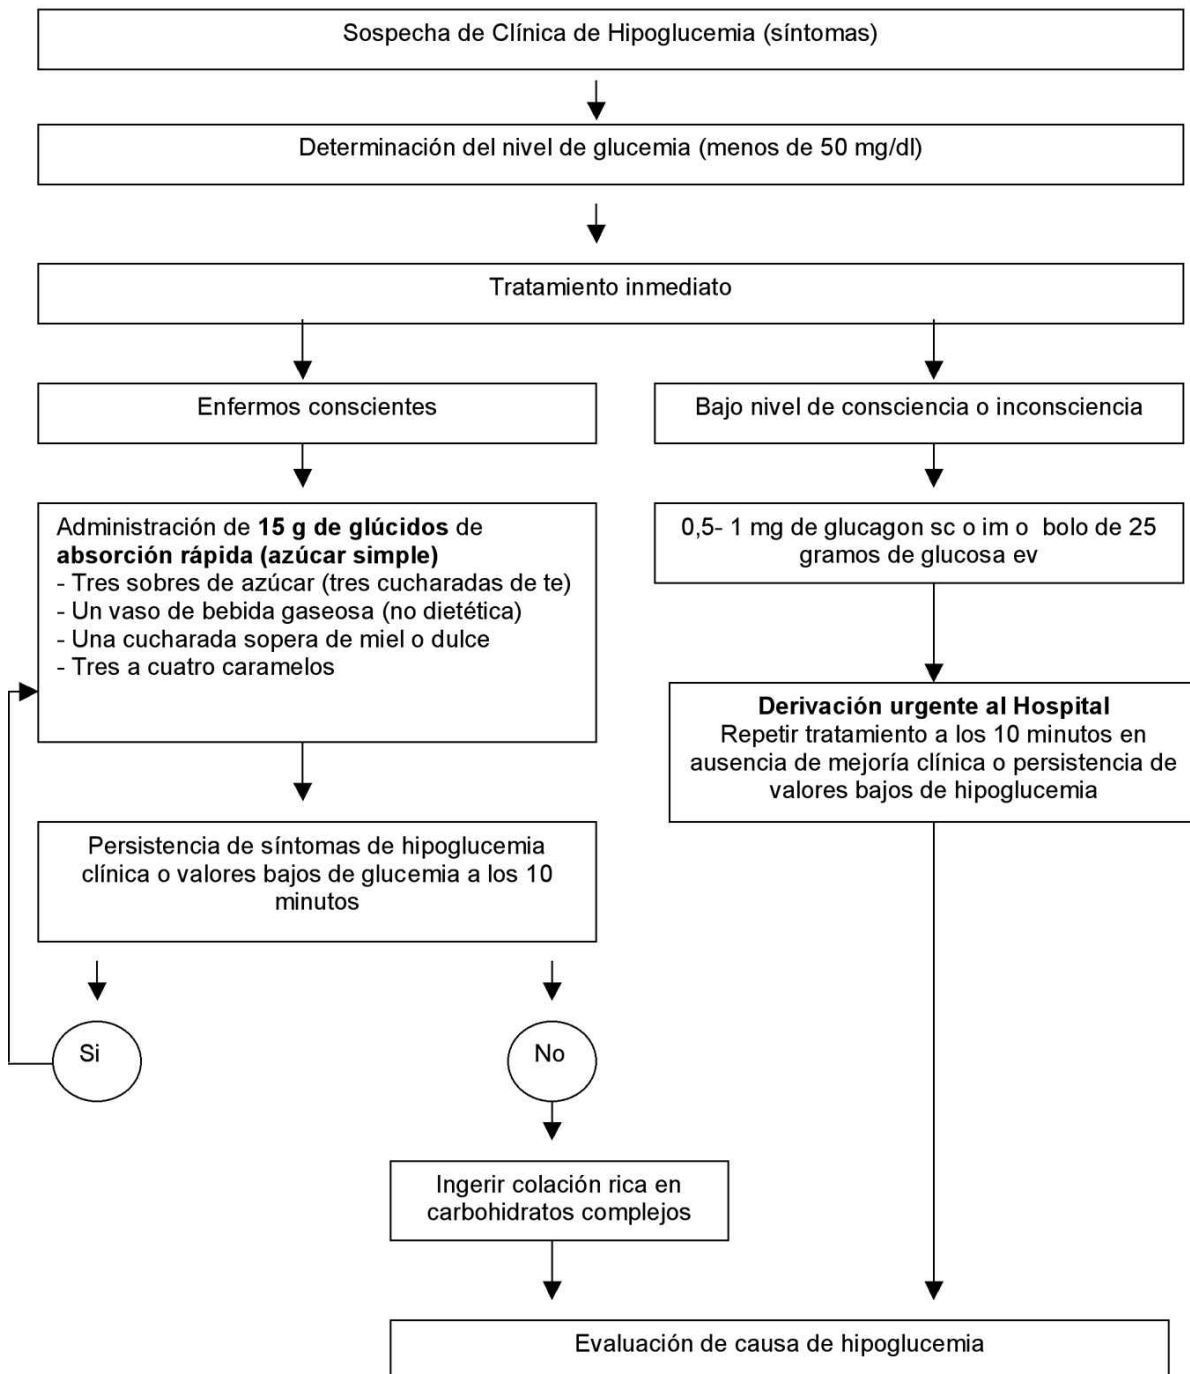 Sospecha de Clínica de Hipoglucemia (síntomas)
Determinación del nivel de glucemia (menos de 50 mg/dl)
Tratamiento inmediato
Enfermos conscientes
Bajo nivel de consciencia o inconsciencia
Administración de 15 g de glúcidos de
absorción rápida (azúcar simple)
- Tres sobres de azúcar (tres cucharadas de te)
- Un vaso de bebida gaseosa (no dietética)
- Una cucharada sopera de miel o dulce
- Tres a cuatro caramelos
0,5- 1 mg de glucagon sc o im o bolo de 25
gramos de glucosa ev
Derivación urgente al Hospital
Repetir tratamiento a los 10 minutos en
ausencia de mejoría clínica o persistencia de
valores bajos de hipoglucemia
Persistencia de síntomas de hipoglucemia
clínica o valores bajos de glucemia a los 10
minutos
Si
No
Ingerir colación rica en
carbohidratos complejos
Evaluación de causa de hipoglucemia